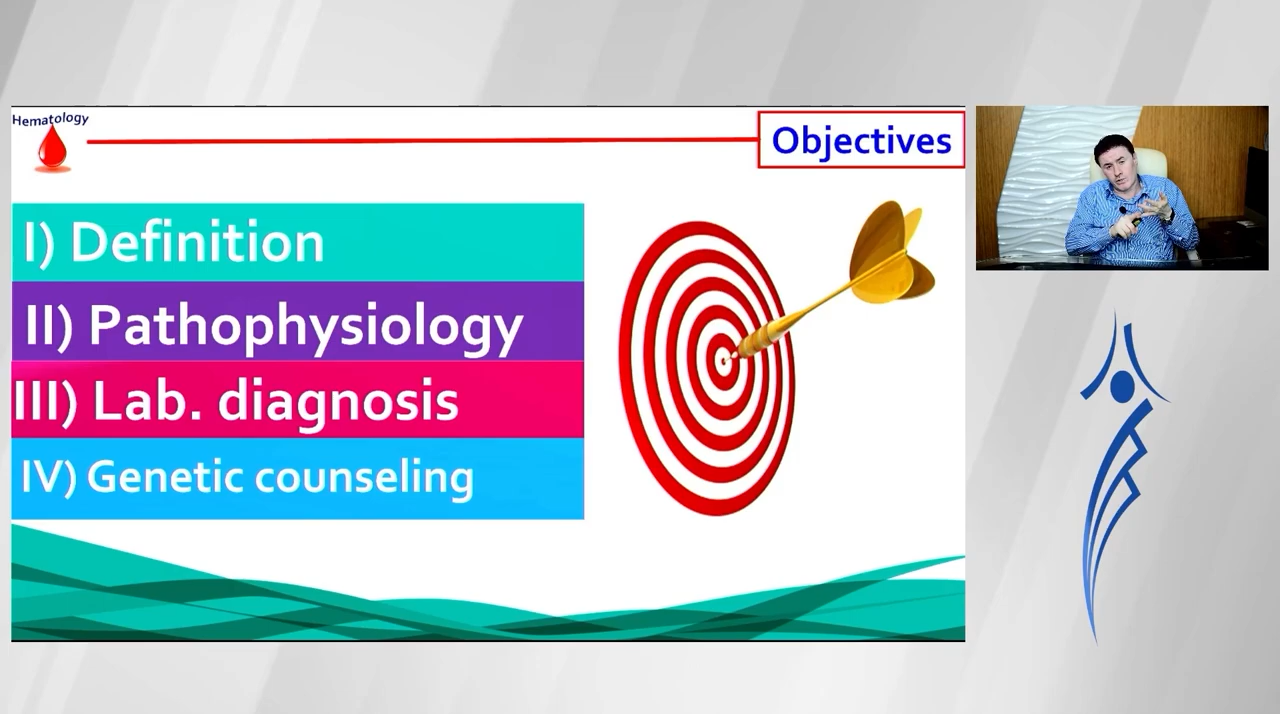 Hematology
Objectives
I) Definition
II) Pathophysiology
III) Lab. diagnosis
IV) Genetic counseling